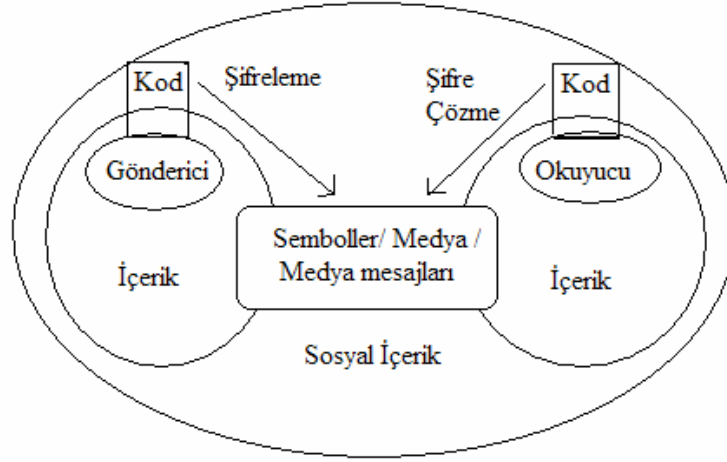 Kod
Şifreleme
Şifre
Çözme
Kod
Gönderici
Okuyucu
Semboller/ Medya /
Medya mesajları
İçerik
İçerik
Sosyal İçerik